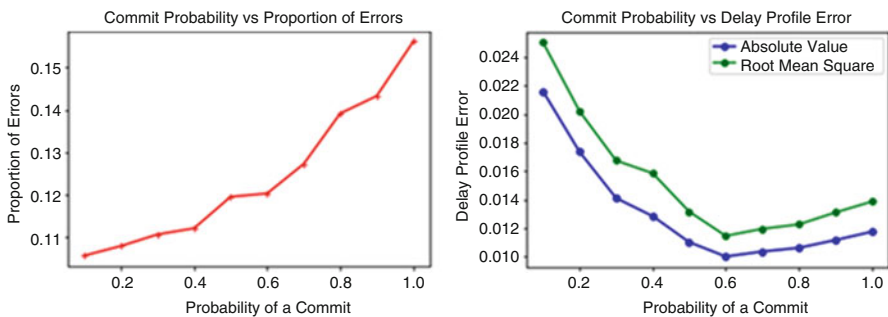 Commit Probability vs Proportion of Errors
Proportion of Errors
0.15
0.14
0.13
0.12
0.11
0.2
0.4
0.6
0.8
1.0
Probability of a Commit
Commit Probability vs Delay Profile Error
Delay Profile Error
0.024
0.022
0.020
0.018
0.016
0.014
0.012
0.010
Absolute Value
Root Mean Square
0.2
0.4
0.6
0.8
1.0
Probability of a Commit